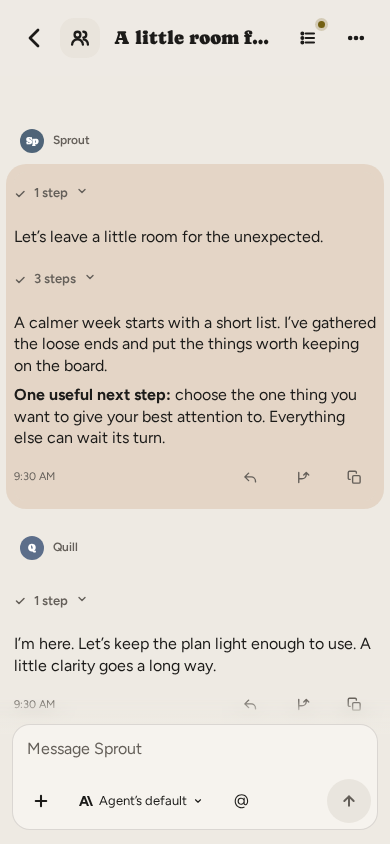 A little room f...
Sp Sprout
1 step
Let's leave a little room for the unexpected.
3 steps
A calmer week starts with a short list. I've gathered
the loose ends and put the things worth keeping
on the board.
One useful next step: choose the one thing you
want to give your best attention to. Everything
else can wait its turn.
9:30 AM
Q Quill
1 step
I'm here. Let's keep the plan light enough to use. A
little clarity goes a long way.
9:30 AM
Message Sprout
Agent's default @